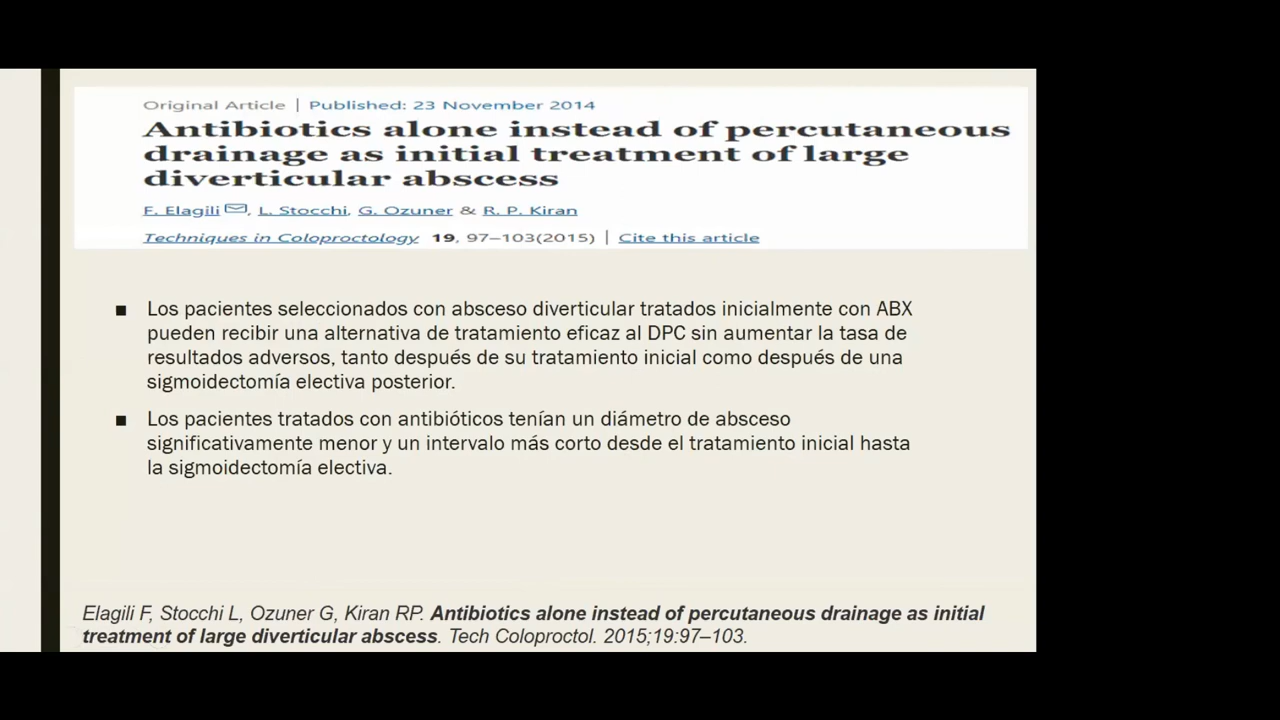 Original Article | Published: 23 November 2014
Antibiotics alone instead of percutaneous
drainage as initial treatment of large
diverticular abscess
F. Elagili, L. Stocchi, G. Ozuner & R. P. Kiran
Techniques in Coloproctology 19, 97–103(2015) | Cite this article
■ Los pacientes seleccionados con absceso diverticular tratados inicialmente con ABX
pueden recibir una alternativa de tratamiento eficaz al DPC sin aumentar la tasa de
resultados adversos, tanto después de su tratamiento inicial como después de una
sigmoidectomía electiva posterior.
■ Los pacientes tratados con antibióticos tenían un diámetro de absceso
significativamente menor y un intervalo más corto desde el tratamiento inicial hasta
la sigmoidectomía electiva.
Elagili F, Stocchi L, Ozuner G, Kiran RP. Antibiotics alone instead of percutaneous drainage as initial
treatment of large diverticular abscess. Tech Coloproctol. 2015;19:97–103.